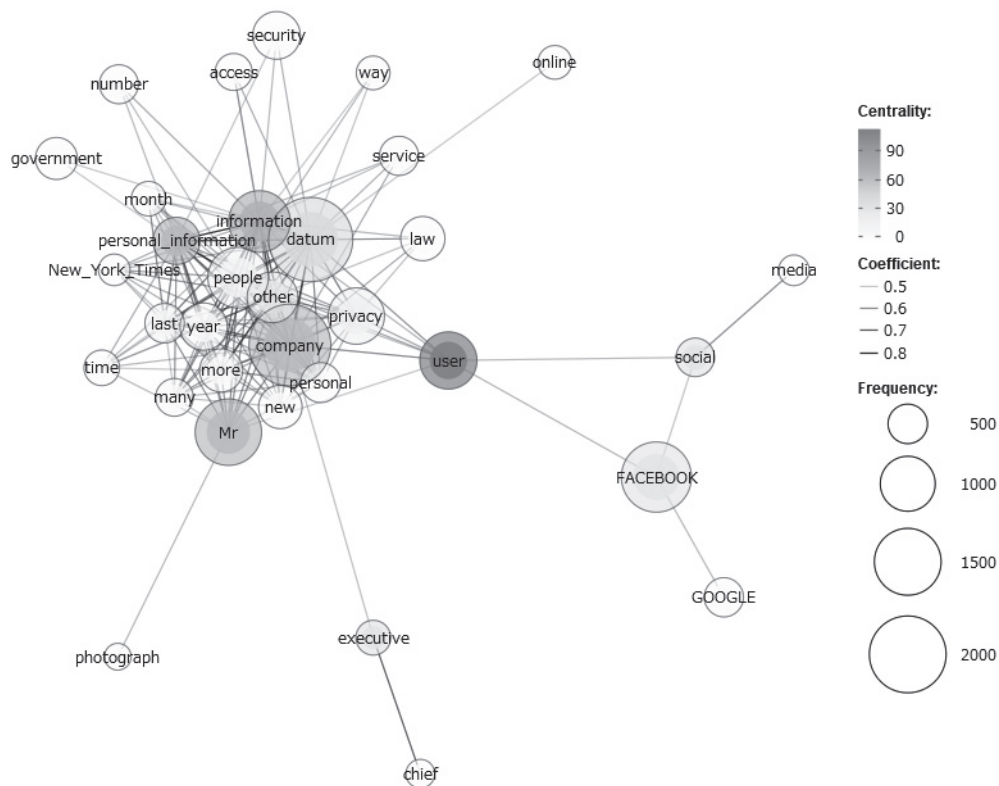 security
online
access
way
number
Centrality:
90
60
30
0
service
government
month
information
personal_information
datum
law
New_York_Times
people
media
Coefficient:
0.5
0.6
0.7
0.8
other
privacy
last
year
company
user
social
time
more
personal
many
new
Frequency:
500
Mr
FACEBOOK
1000
1500
GOOGLE
executive
photograph
2000
chief